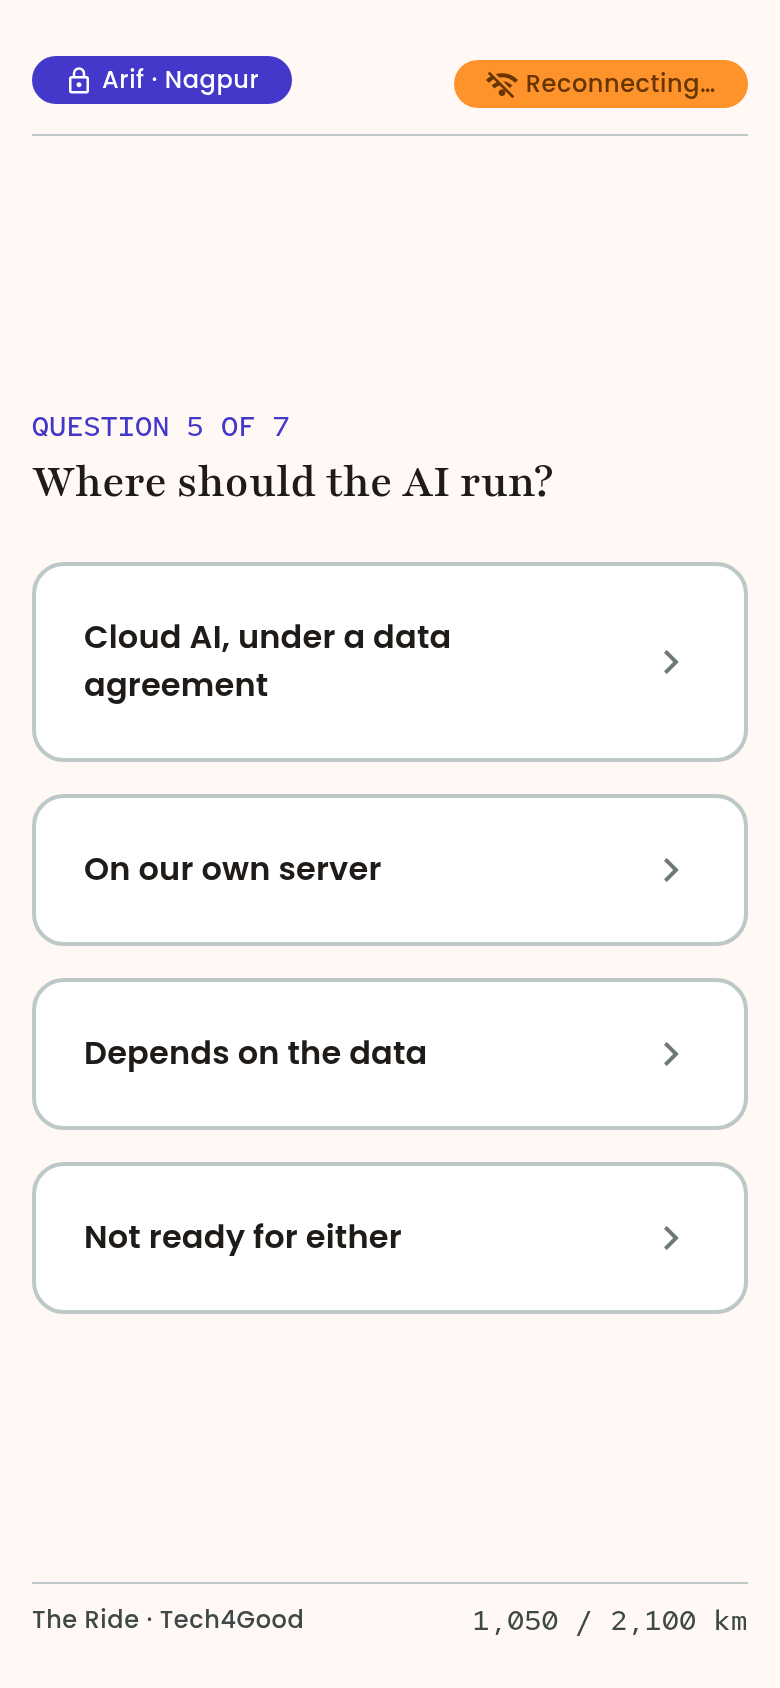 Arif · Nagpur
Reconnecting…
QUESTION 5 OF 7
Where should the AI run?
Cloud AI, under a data
agreement
On our own server
Depends on the data
Not ready for either
The Ride · Tech4Good
1,050 / 2,100 km